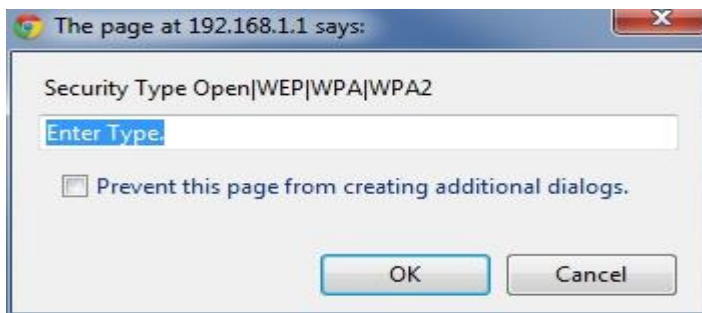 The page at 192.168.1.1 says:
Security Type Open|WEP|WPA|WPA2
Enter Type.
Prevent this page from creating additional dialogs.
OK Cancel